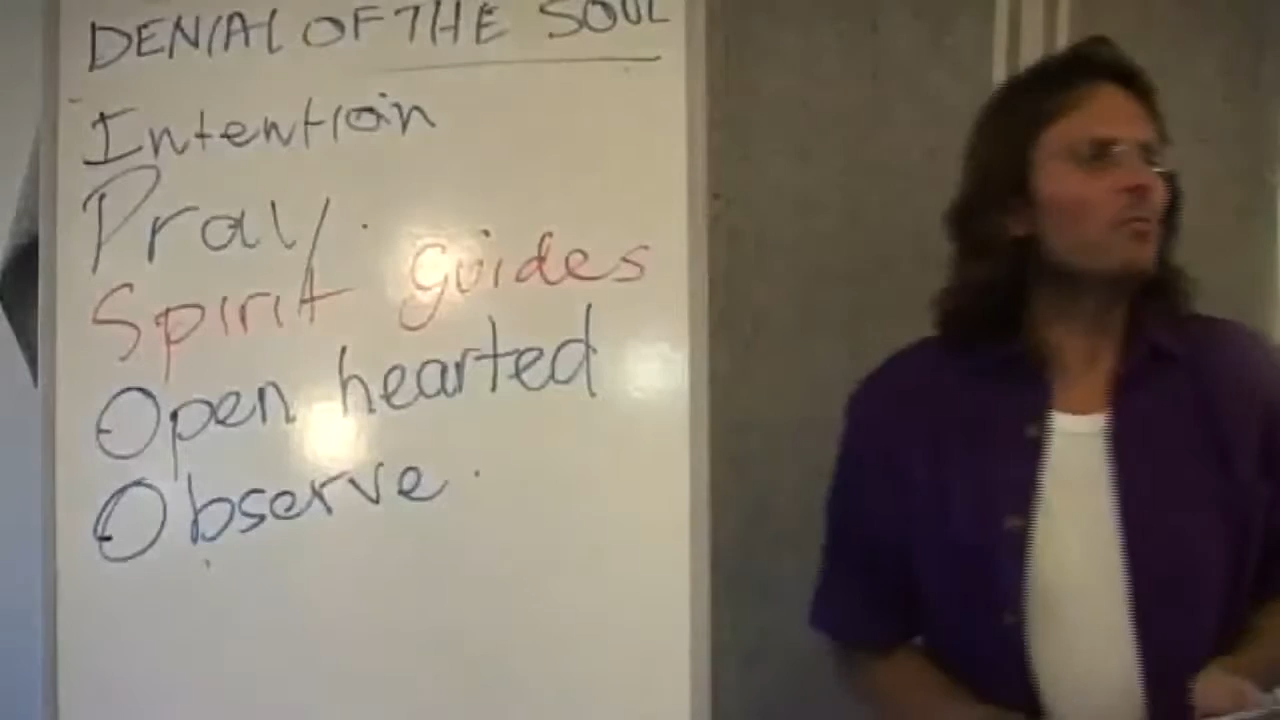 DENIAL OF THE SOUL
Intention
Pray.
Spirit guides
Open hearted
Observe.